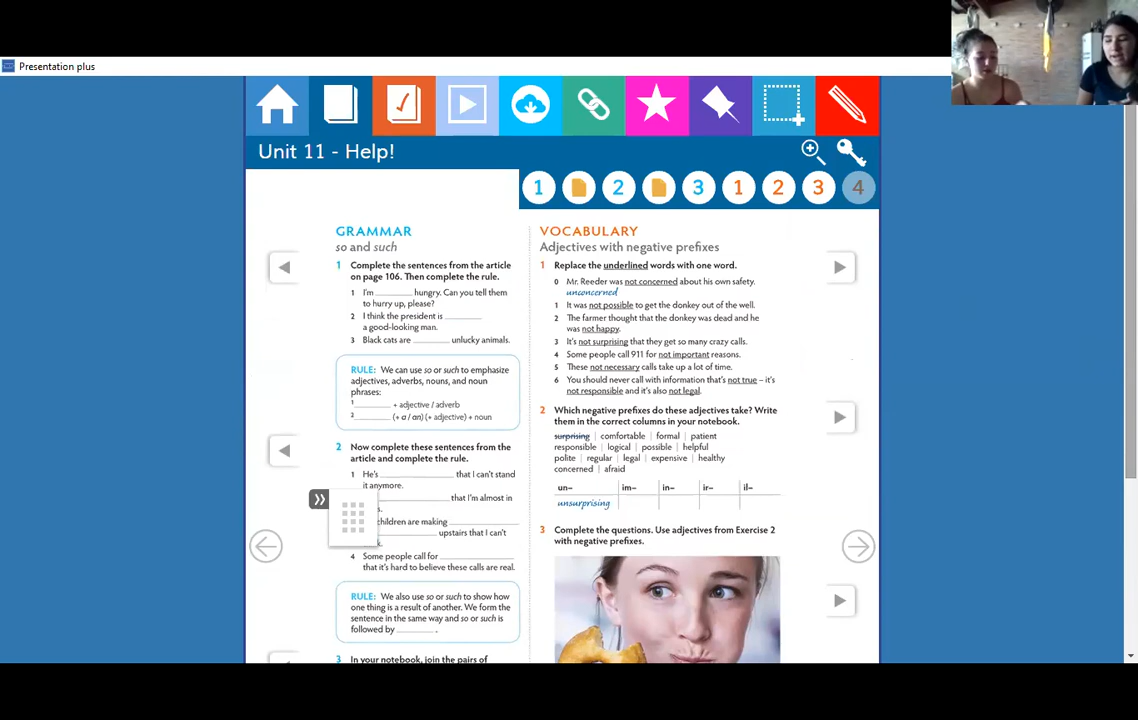 Presentation plus
Unit 11 - Help!
1 2 3 1 2 3 4
GRAMMAR
so and such
1 Complete the sentences from the article
on page 106. Then complete the rule.
1 I'm ________ hungry. Can you tell them
to hurry up, please?
2 I think the president is ________
a good-looking man.
3 Black cats are ________ unlucky animals.
RULE: We can use so or such to emphasize
adjectives, adverbs, nouns, and noun
phrases:
1________ + adjective / adverb
2________ (+ a / an) (+ adjective) + noun
2 Now complete these sentences from the
article and complete the rule.
1 He's ________ that I can't stand
it anymore.
________ that I'm almost in
s.
children are making ________
________ upstairs that I can't
k.
4 Some people call for ________
that it's hard to believe these calls are real.
RULE: We also use so or such to show how
one thing is a result of another. We form the
sentence in the same way and so or such is
followed by ________ .
3 In your notebook, join the pairs of
VOCABULARY
Adjectives with negative prefixes
1 Replace the underlined words with one word.
0 Mr. Reeder was not concerned about his own safety.
unconcerned
1 It was not possible to get the donkey out of the well.
2 The farmer thought that the donkey was dead and he
was not happy.
3 It's not surprising that they get so many crazy calls.
4 Some people call 911 for not important reasons.
5 These not necessary calls take up a lot of time.
6 You should never call with information that's not true – it's
not responsible and it's also not legal.
2 Which negative prefixes do these adjectives take? Write
them in the correct columns in your notebook.
surprising | comfortable | formal | patient
responsible | logical | possible | helpful
polite | regular | legal | expensive | healthy
concerned | afraid
un– im– in– ir– il–
unsurprising
3 Complete the questions. Use adjectives from Exercise 2
with negative prefixes.